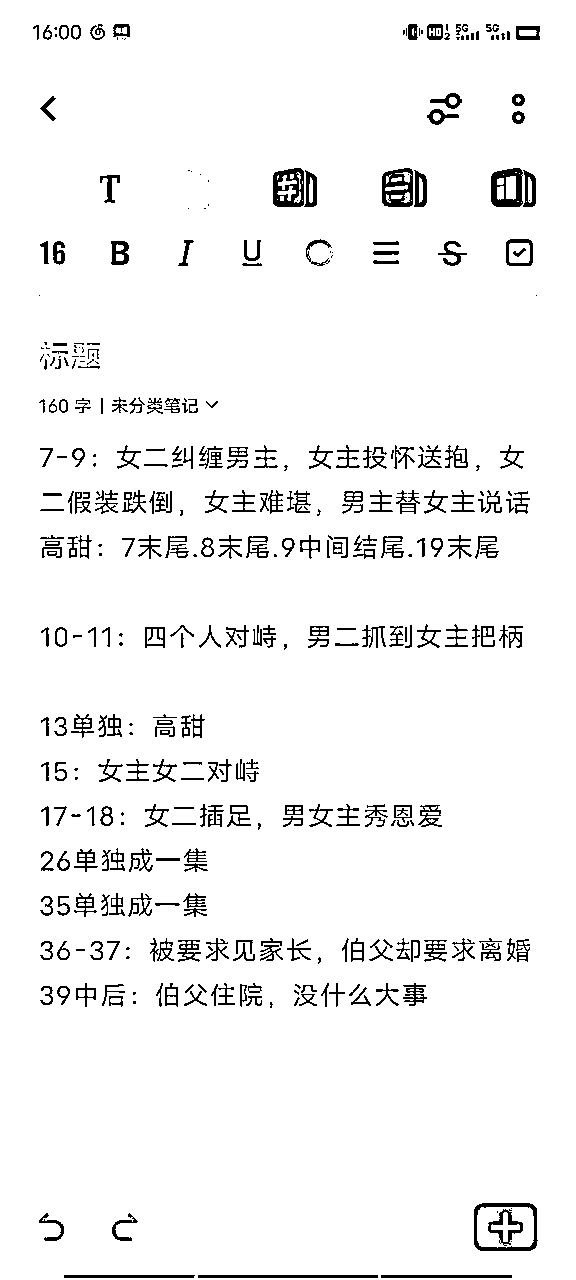 16:00
16 B I U S
标题
160 字 | 未分类笔记
7-9：女二纠缠男主，女主投怀送抱，女
二假装跌倒，女主难堪，男主替女主说话
高甜：7末尾.8末尾.9中间结尾.19末尾
10-11：四个人对峙，男二抓到女主把柄
13单独：高甜
15：女主女二对峙
17-18：女二插足，男女主秀恩爱
26单独成一集
35单独成一集
36-37：被要求见家长，伯父却要求离婚
39中后：伯父住院，没什么大事